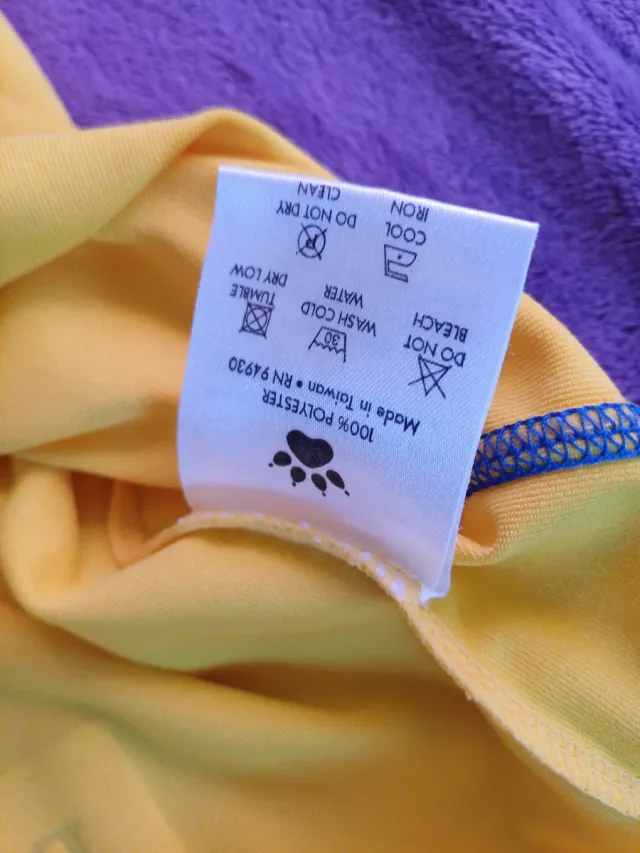 100% POLYESTER
Made in Taiwan • RN 94930
DO NOT
BLEACH
30
WASH COLD
WATER
TUMBLE
DRY LOW
COOL
IRON
DO NOT DRY
CLEAN